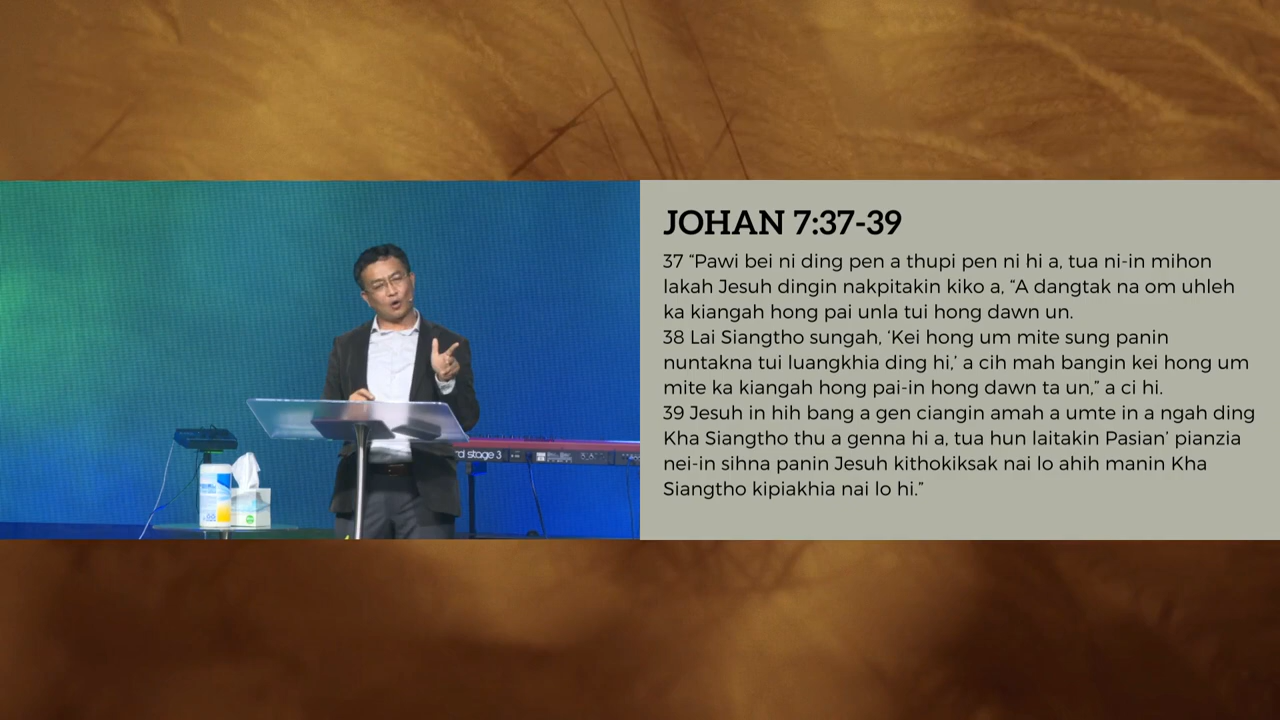 JOHAN 7:37-39
37 “Pawi bei ni ding pen a thupi pen ni hi a, tua ni-in mihon
lakah Jesuh dingin nakpitakin kiko a, “A dangtak na om uhleh
ka kiangah hong pai unla tui hong dawn un.
38 Lai Siangtho sungah, ‘Kei hong um mite sung panin
nuntakna tui luangkhia ding hi,’ a cih mah bangin kei hong um
mite ka kiangah hong pai-in hong dawn ta un,” a ci hi.
39 Jesuh in hih bang a gen ciangin amah a umte in a ngah ding
Kha Siangtho thu a genna hi a, tua hun laitakin Pasian’ pianzia
nei-in sihna panin Jesuh kithokiksak nai lo ahih manin Kha
Siangtho kipiakhia nai lo hi.”
rd stage 3